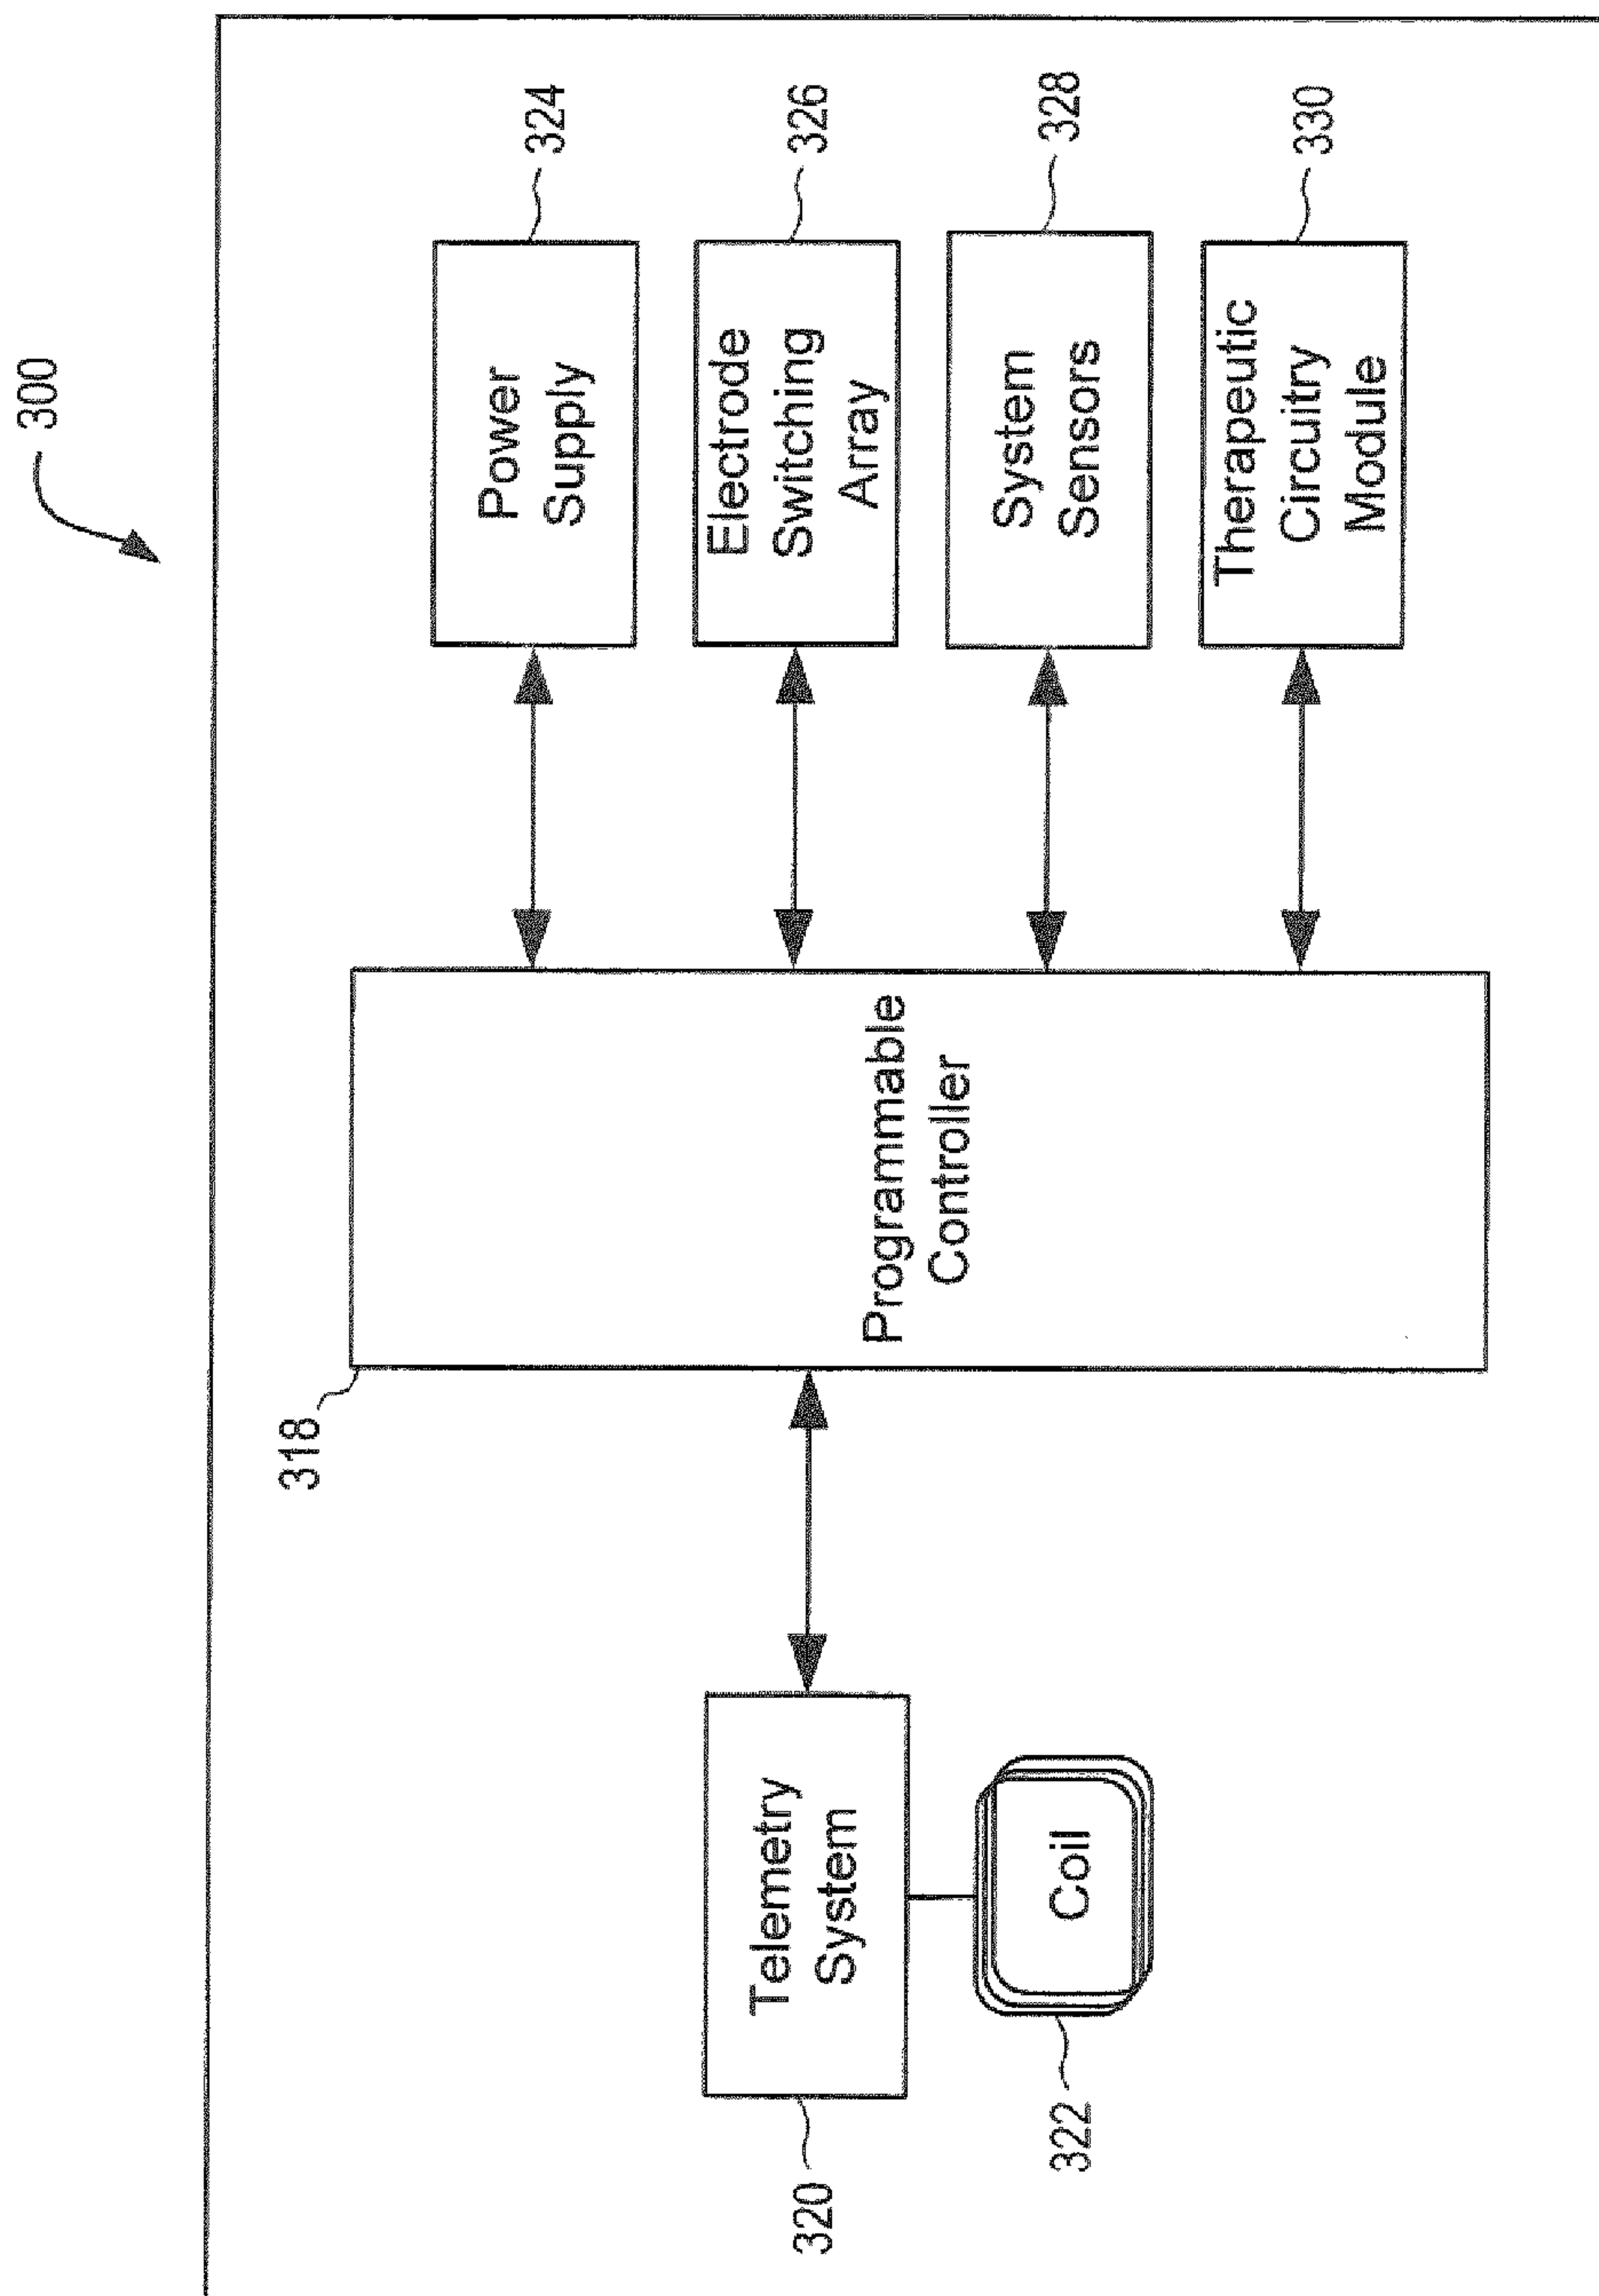 300
318
320
Telemetry
System
322
Coil
Programmable
Controller
Power
Supply
324
Electrode
Switching
Array
326
System
Sensors
328
Therapeutic
Circuitry
Module
330